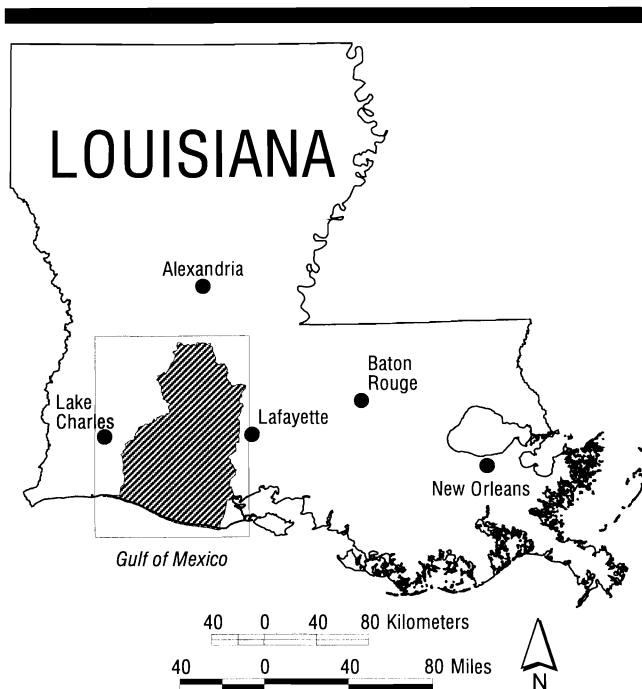 LOUISIANA
Alexandria
Baton
Rouge
Lake
Charles
Lafayette
New Orleans
Gulf of Mexico
40 0 40 80 Kilometers
40 0 40 80 Miles
N